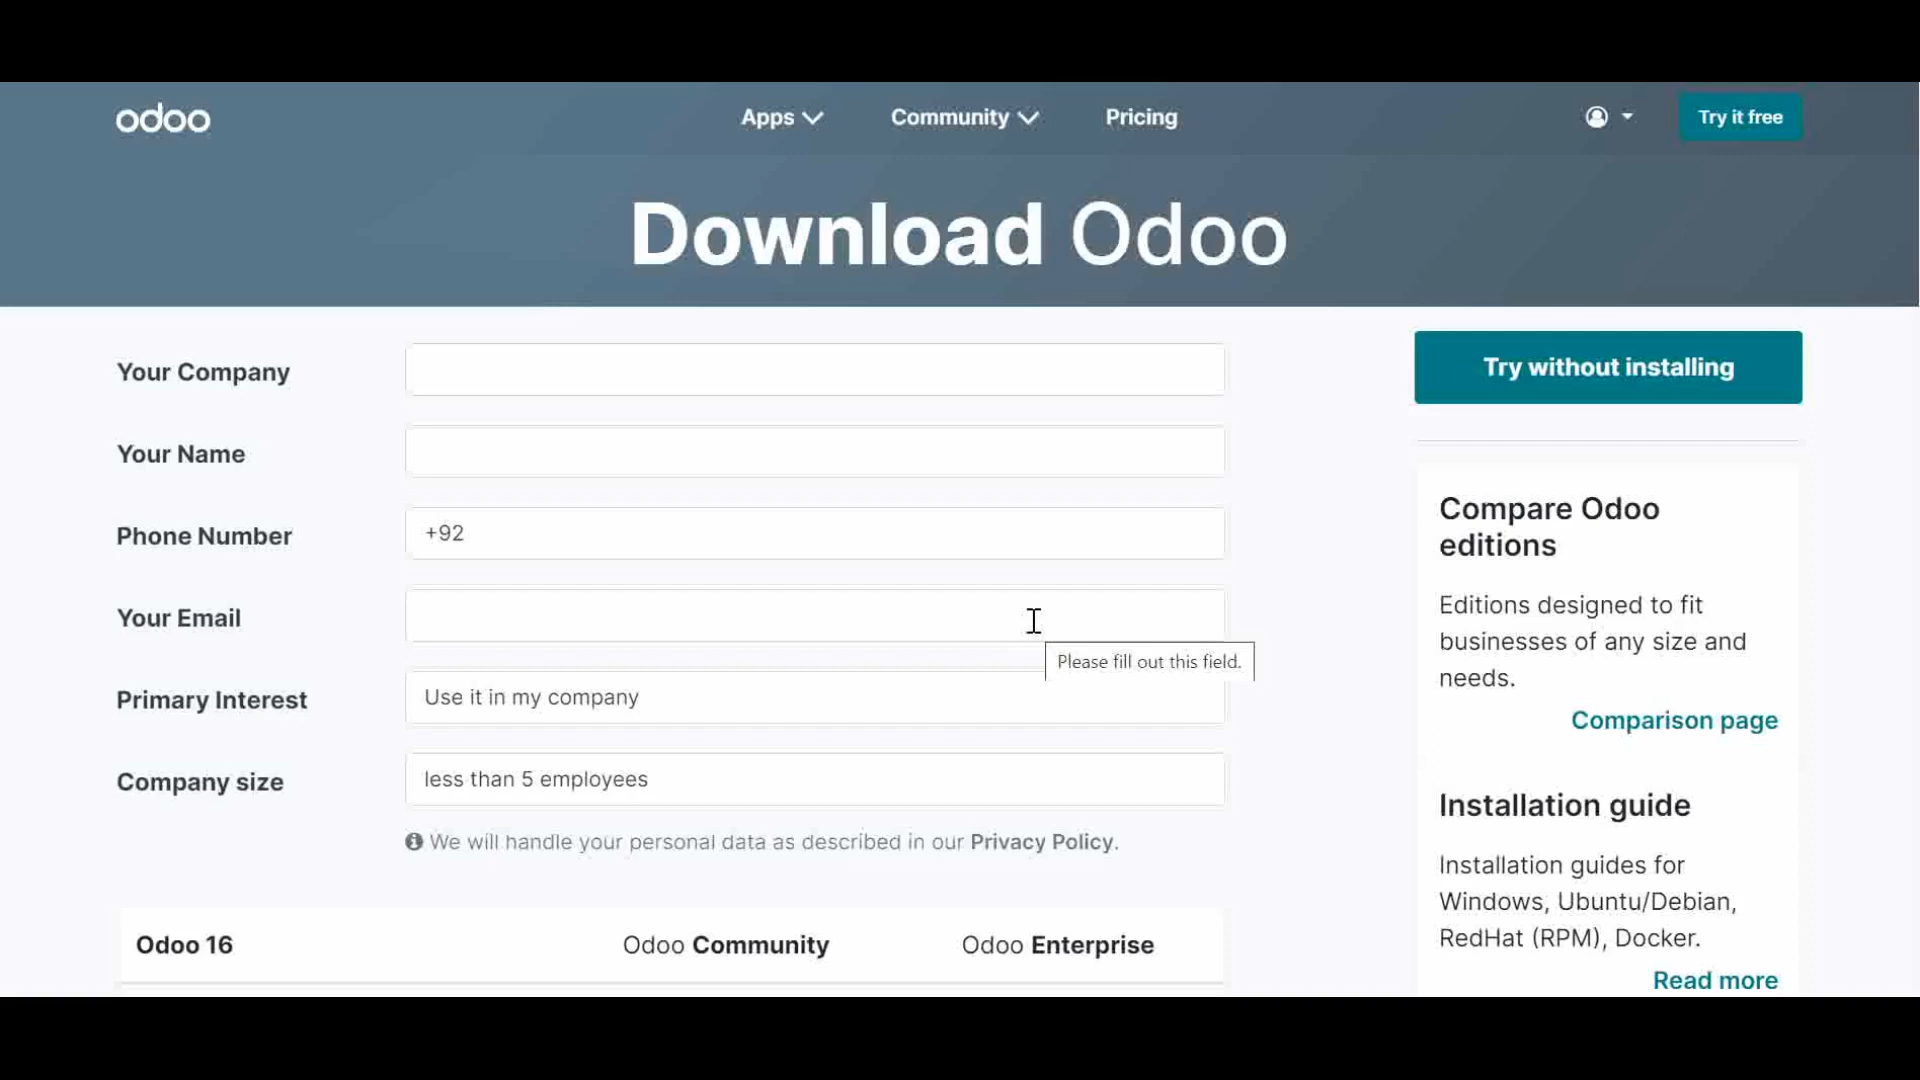 odoo
Apps
Community
Pricing
Try it free
Download Odoo
Your Company
Your Name
Phone Number
+92
Your Email
Please fill out this field.
Primary Interest
Use it in my company
Company size
less than 5 employees
We will handle your personal data as described in our Privacy Policy.
Odoo 16
Odoo Community
Odoo Enterprise
Try without installing
Compare Odoo
editions
Editions designed to fit
businesses of any size and
needs.
Comparison page
Installation guide
Installation guides for
Windows, Ubuntu/Debian,
RedHat (RPM), Docker.
Read more